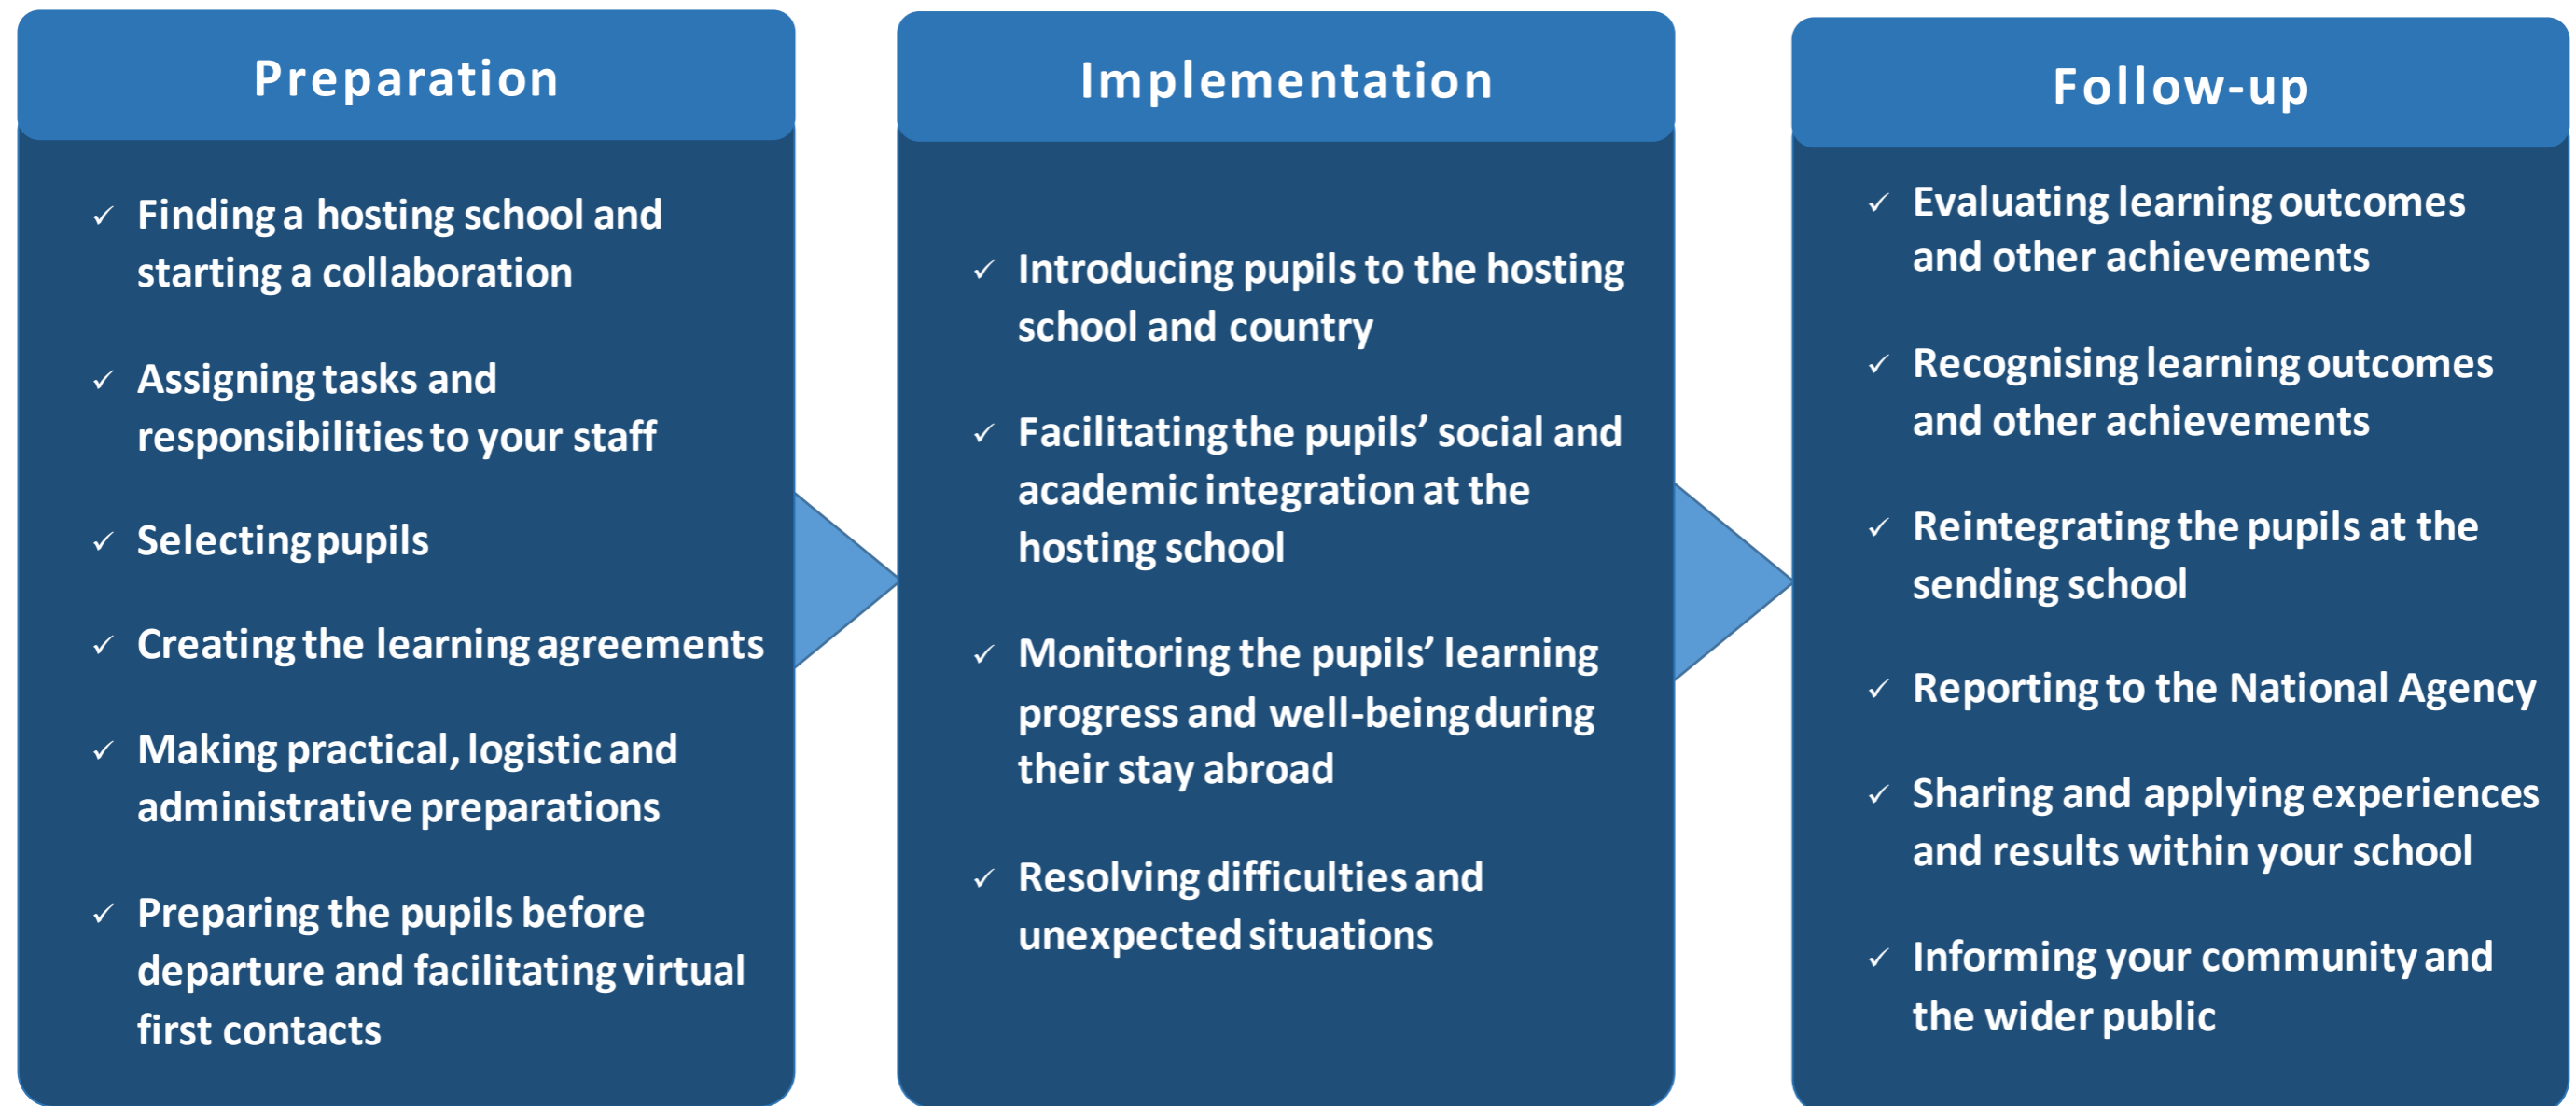 Preparation
✓ Finding a hosting school and
starting a collaboration
✓ Assigning tasks and
responsibilities to your staff
✓ Selecting pupils
✓ Creating the learning agreements
✓ Making practical, logistic and
administrative preparations
✓ Preparing the pupils before
departure and facilitating virtual
first contacts
Implementation
✓ Introducing pupils to the hosting
school and country
✓ Facilitating the pupils’ social and
academic integration at the
hosting school
✓ Monitoring the pupils’ learning
progress and well-being during
their stay abroad
✓ Resolving difficulties and
unexpected situations
Follow-up
✓ Evaluating learning outcomes
and other achievements
✓ Recognising learning outcomes
and other achievements
✓ Reintegrating the pupils at the
sending school
✓ Reporting to the National Agency
✓ Sharing and applying experiences
and results within your school
✓ Informing your community and
the wider public